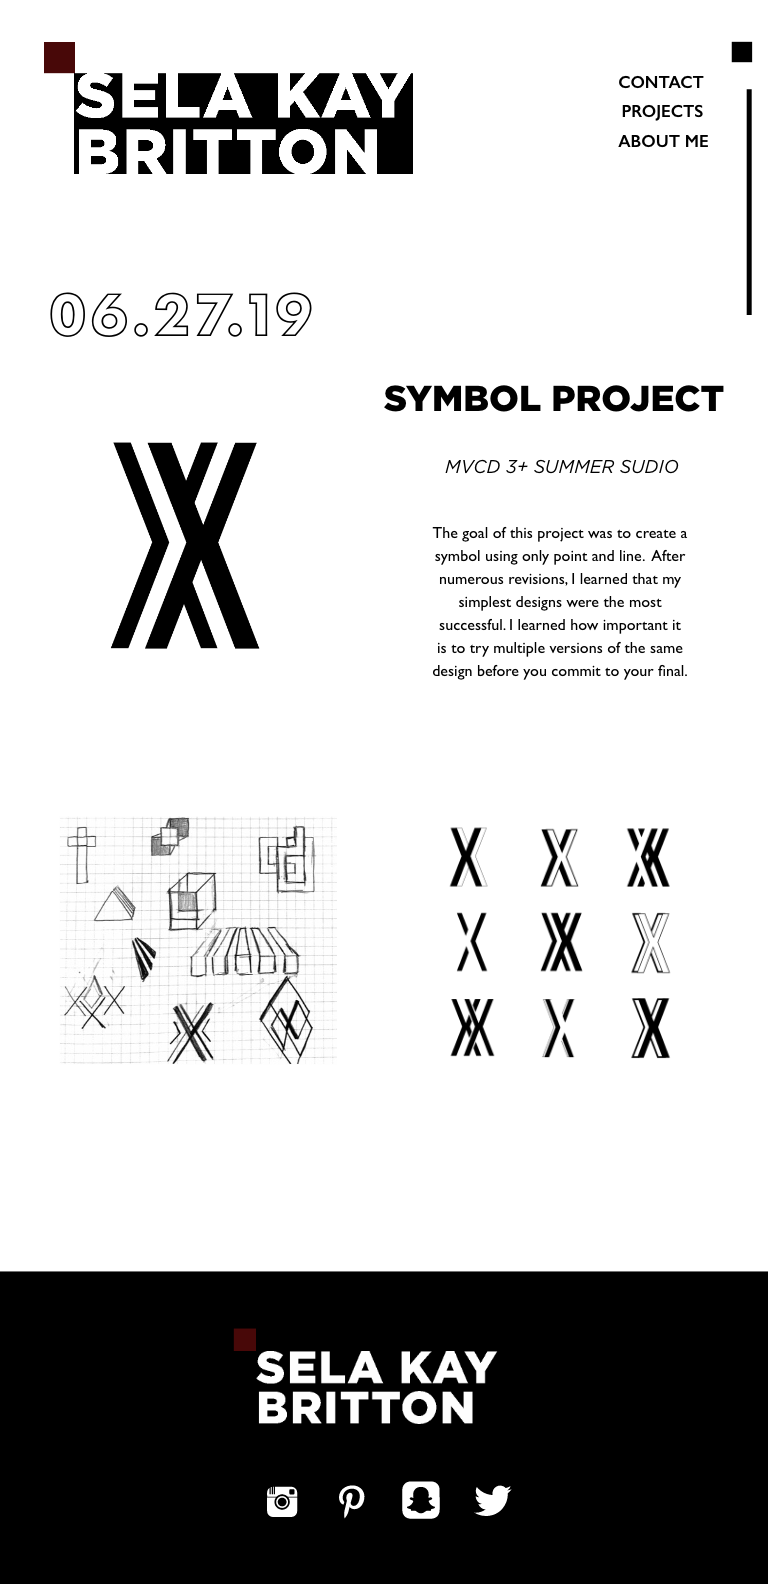 SELA KAY
BRITTON
CONTACT
PROJECTS
ABOUT ME
06.27.19
SYMBOL PROJECT
MVCD 3+ SUMMER SUDIO
The goal of this project was to create a
symbol using only point and line. After
numerous revisions, I learned that my
simplest designs were the most
successful. I learned how important it
is to try multiple versions of the same
design before you commit to your final.
SELA KAY
BRITTON